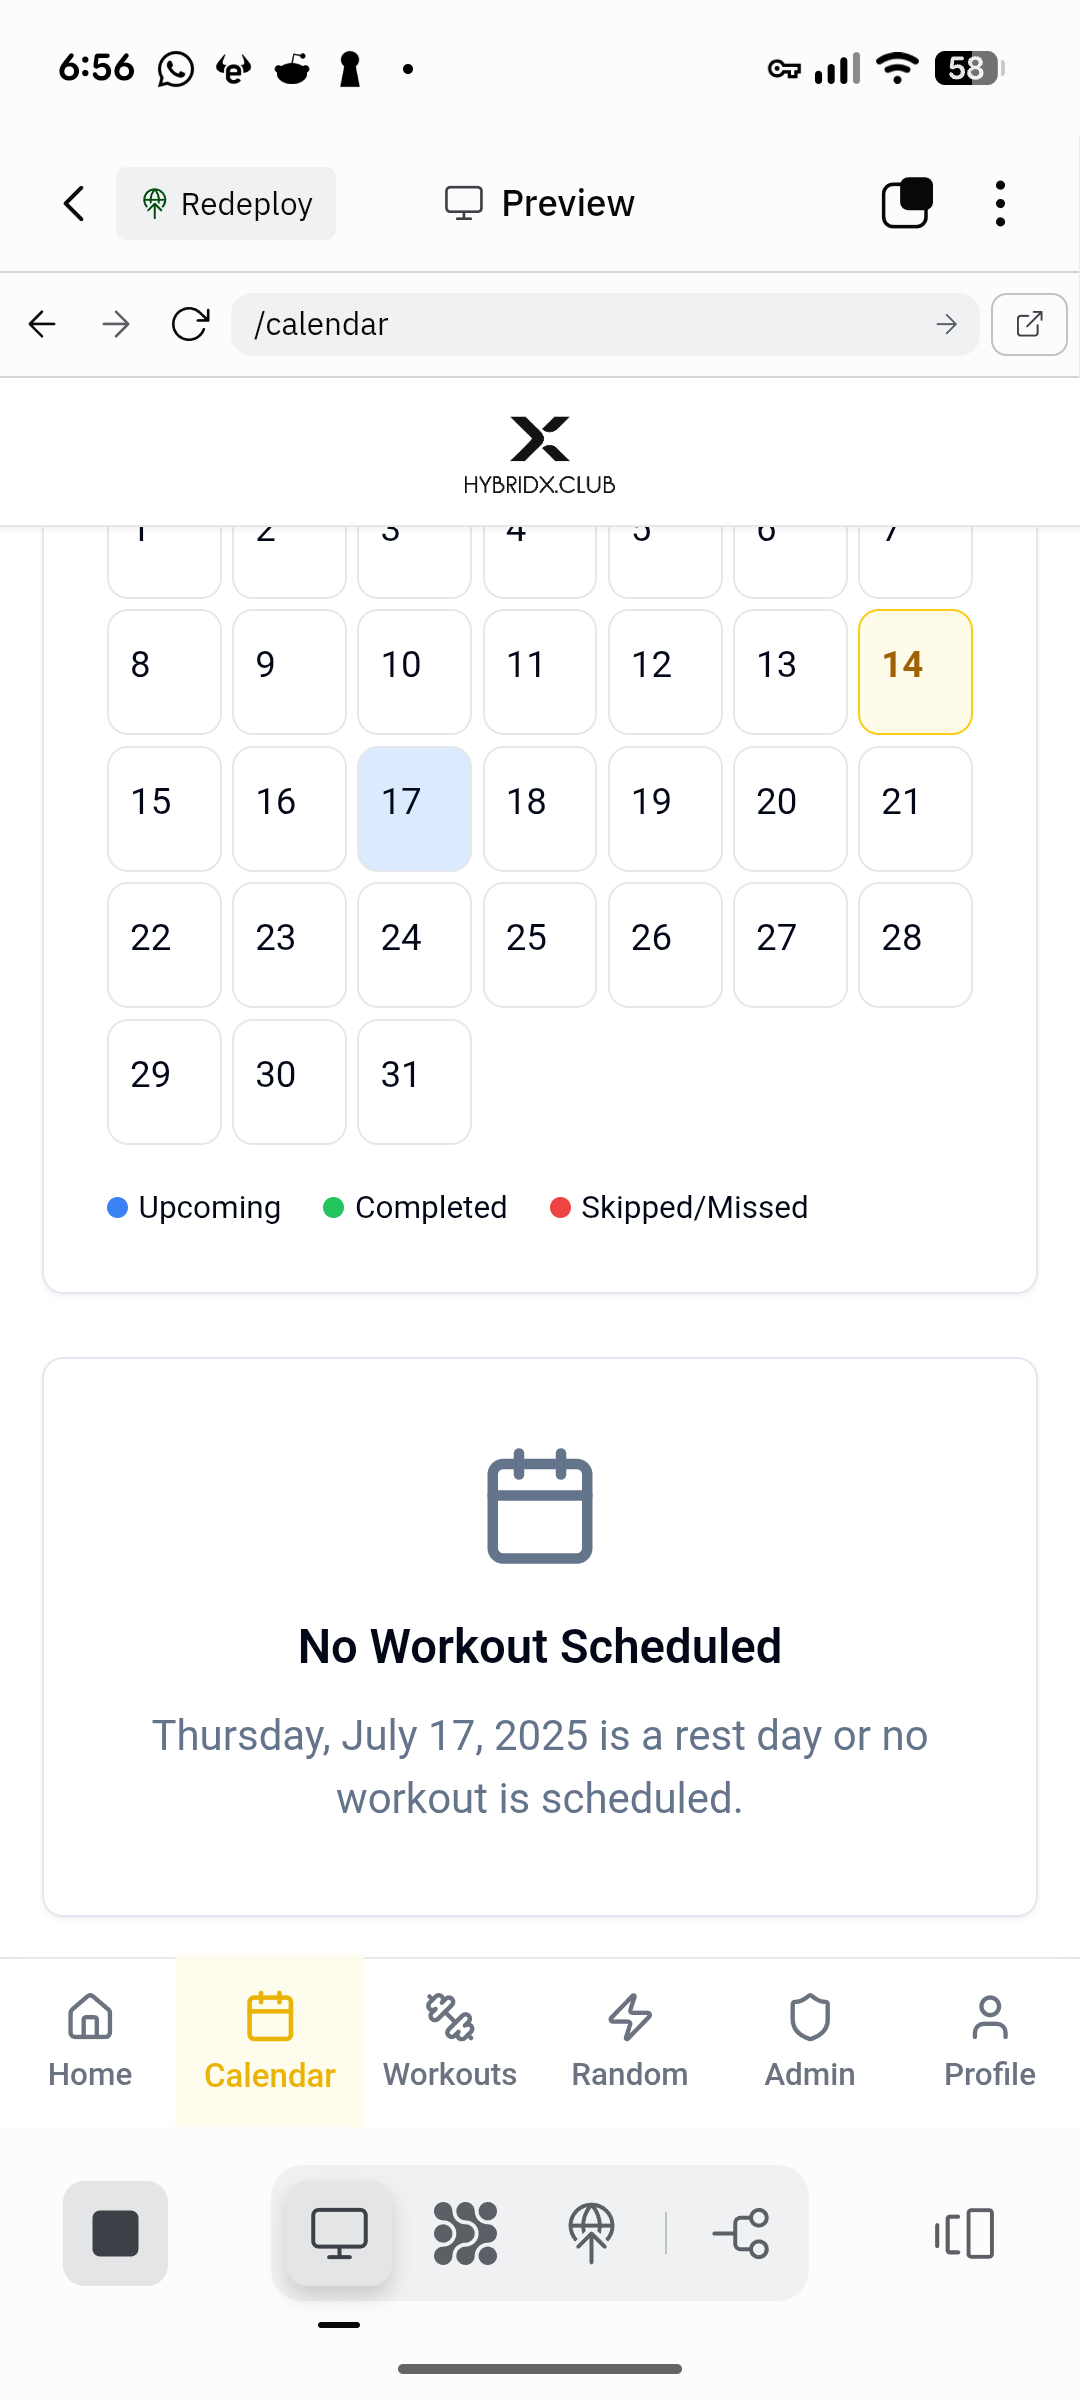 6:56
58
Redeploy
Preview
/calendar
HYBRIDX.CLUB
1 2 3 4 5 6 7
8 9 10 11 12 13 14
15 16 17 18 19 20 21
22 23 24 25 26 27 28
29 30 31
Upcoming Completed Skipped/Missed
No Workout Scheduled
Thursday, July 17, 2025 is a rest day or no
workout is scheduled.
Home Calendar Workouts Random Admin Profile